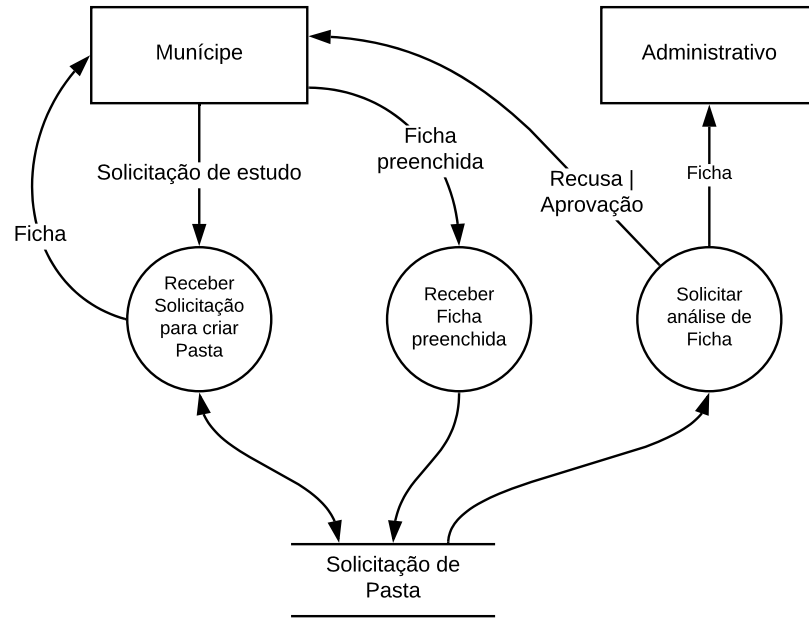 Munícipe
Administrativo
Ficha
preenchida
Solicitação de estudo
Ficha
Recusa |
Aprovação
Ficha
Receber
Solicitação
para criar
Pasta
Receber
Ficha
preenchida
Solicitar
análise de
Ficha
Solicitação de
Pasta